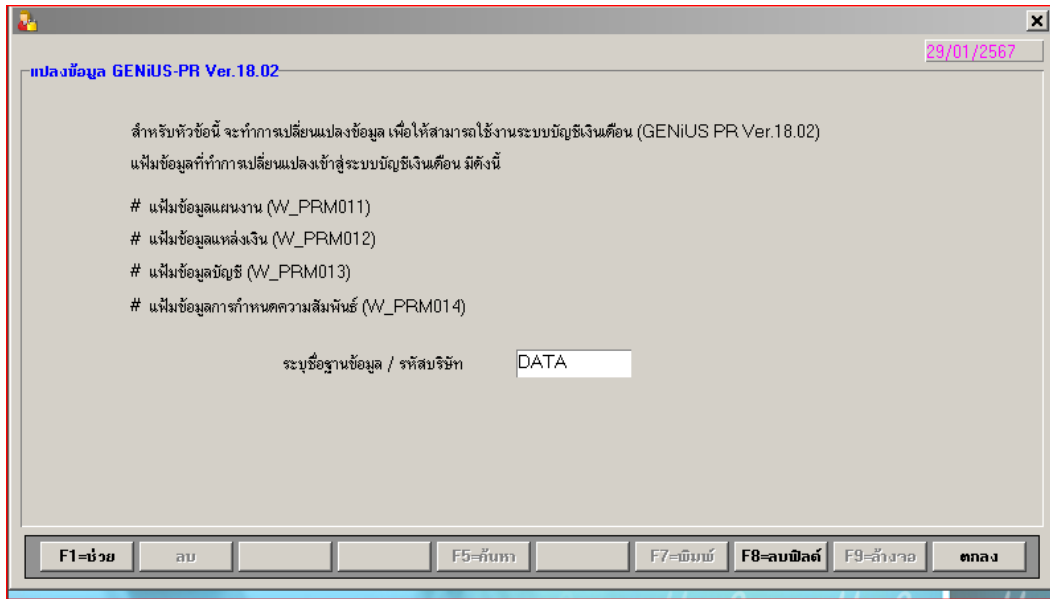 29/01/2567
แปลงข้อมูล GENiUS-PR Ver.18.02
สำหรับหัวข้อนี้ จะทำการเปลี่ยนแปลงข้อมูล เพื่อให้สามารถใช้งานระบบบัญชีเงินเดือน (GENiUS PR Ver.18.02)
แฟ้มข้อมูลที่ทำการเปลี่ยนแปลงเข้าสู่ระบบบัญชีเงินเดือน มีดังนี้
# แฟ้มข้อมูลแผนงาน (W_PRM011)
# แฟ้มข้อมูลแหล่งเงิน (W_PRM012)
# แฟ้มข้อมูลบัญชี (W_PRM013)
# แฟ้มข้อมูลการกำหนดความสัมพันธ์ (W_PRM014)
ระบุชื่อฐานข้อมูล / รหัสบริษัท DATA
F1=ช่วย ลบ F5=ค้นหา F7=พิมพ์ F8=ลบฟิลด์ F9=ล้างจอ ตกลง